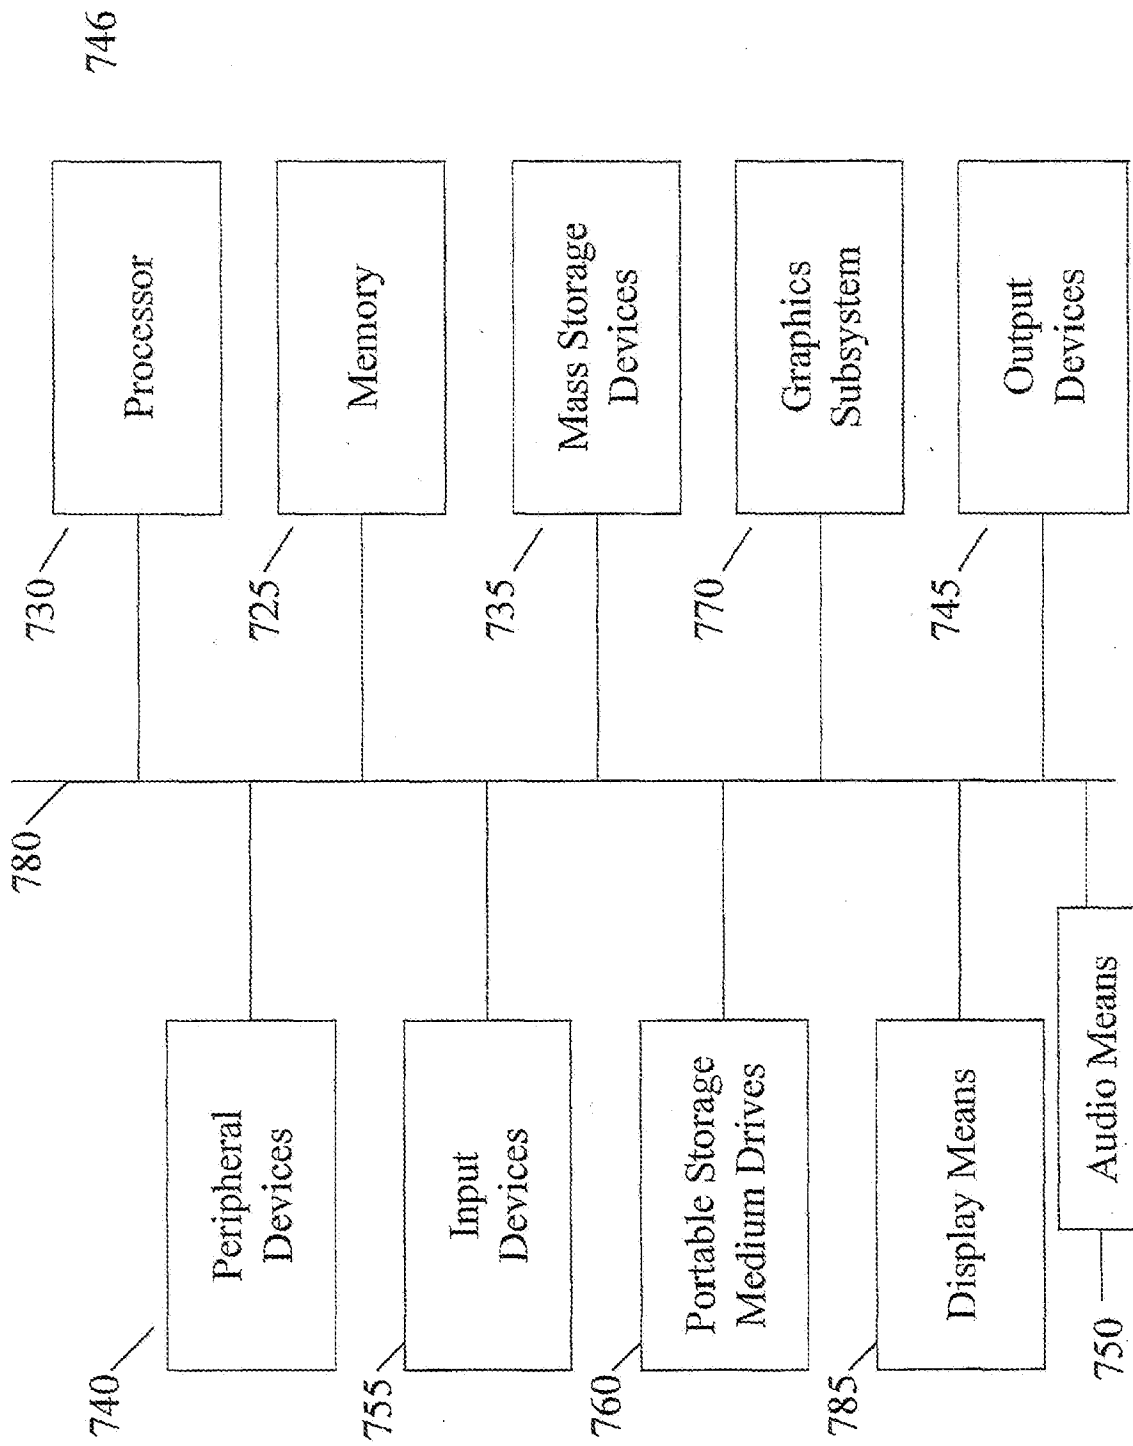 746
730
Processor
725
Memory
735
Mass Storage
Devices
770
Graphics
Subsystem
745
Output
Devices
780
740
Peripheral
Devices
755
Input
Devices
760
Portable Storage
Medium Drives
785
Display Means
750
Audio Means